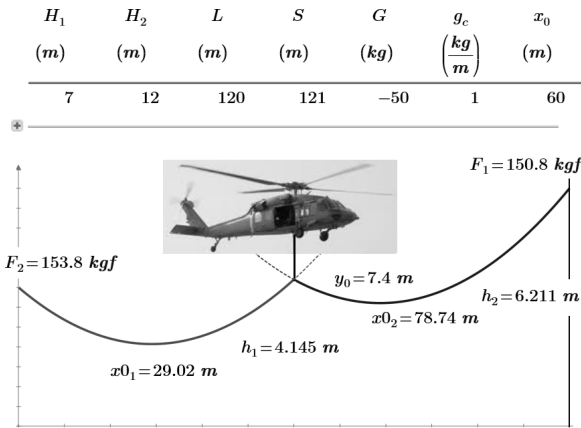 H₁ H₂ L S G g_c x₀
(m) (m) (m) (m) (kg) (kg/m) (m)
7 12 120 121 −50 1 60
F₁=150.8 kgf
F₂=153.8 kgf
y₀=7.4 m
h₂=6.211 m
x0₂=78.74 m
h₁=4.145 m
x0₁=29.02 m